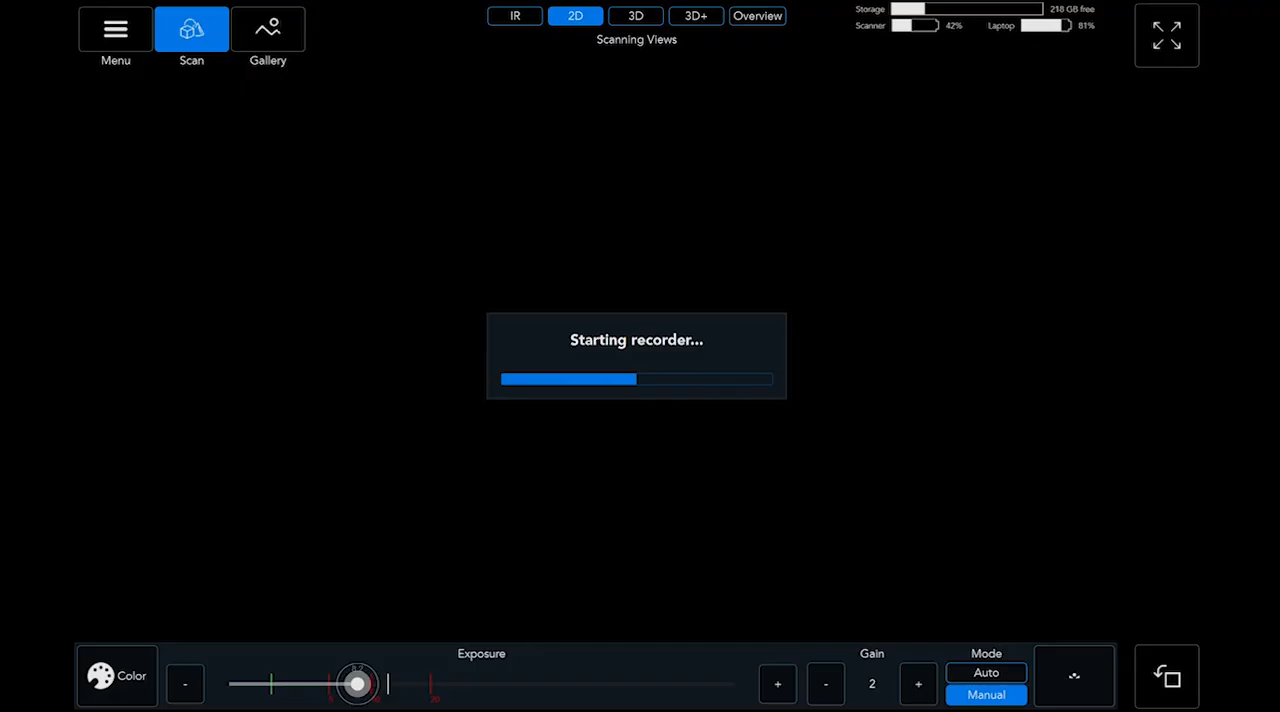 IR 2D 3D 3D+ Overview
Scanning Views
Storage 218 GB free
Scanner 42% Laptop 81%
Menu Scan Gallery
Starting recorder...
Color
Exposure
-
+
Gain
- 2 +
Mode
Auto
Manual